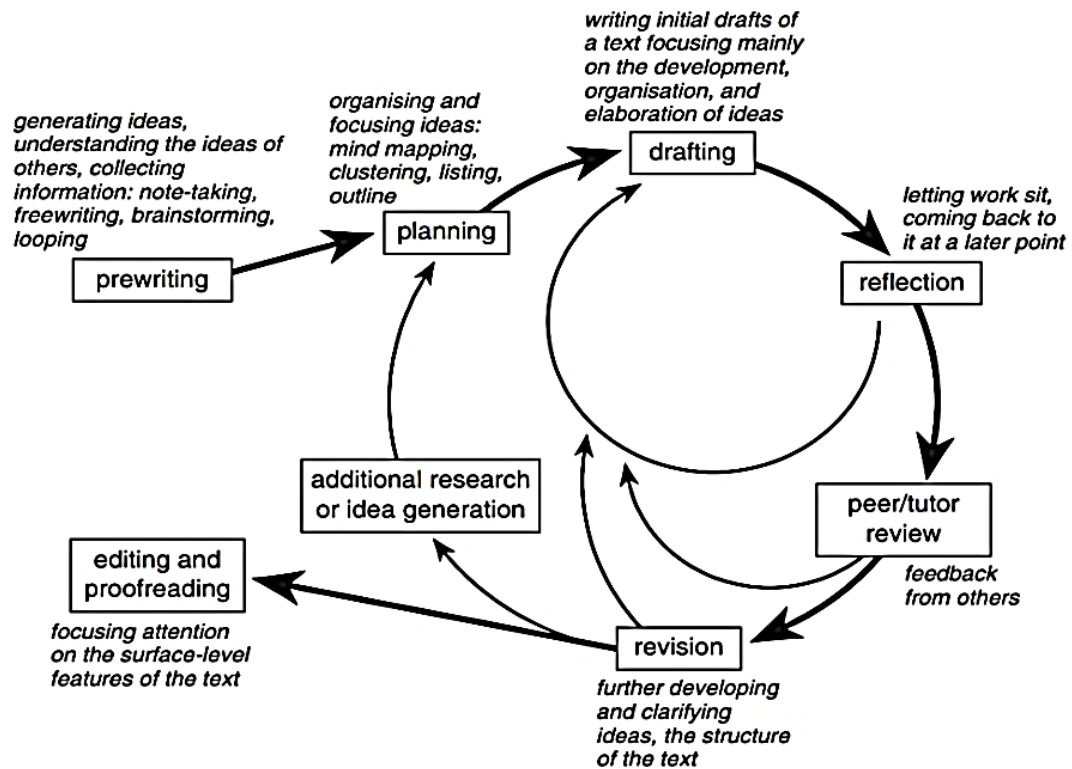 generating ideas,
understanding the ideas of
others, collecting
information: note-taking,
freewriting, brainstorming,
looping
prewriting
organising and
focusing ideas:
mind mapping,
clustering, listing,
outline
planning
writing initial drafts of
a text focusing mainly
on the development,
organisation, and
elaboration of ideas
drafting
letting work sit,
coming back to
it at a later point
reflection
peer/tutor
review
feedback
from others
revision
further developing
and clarifying
ideas, the structure
of the text
additional research
or idea generation
editing and
proofreading
focusing attention
on the surface-level
features of the text